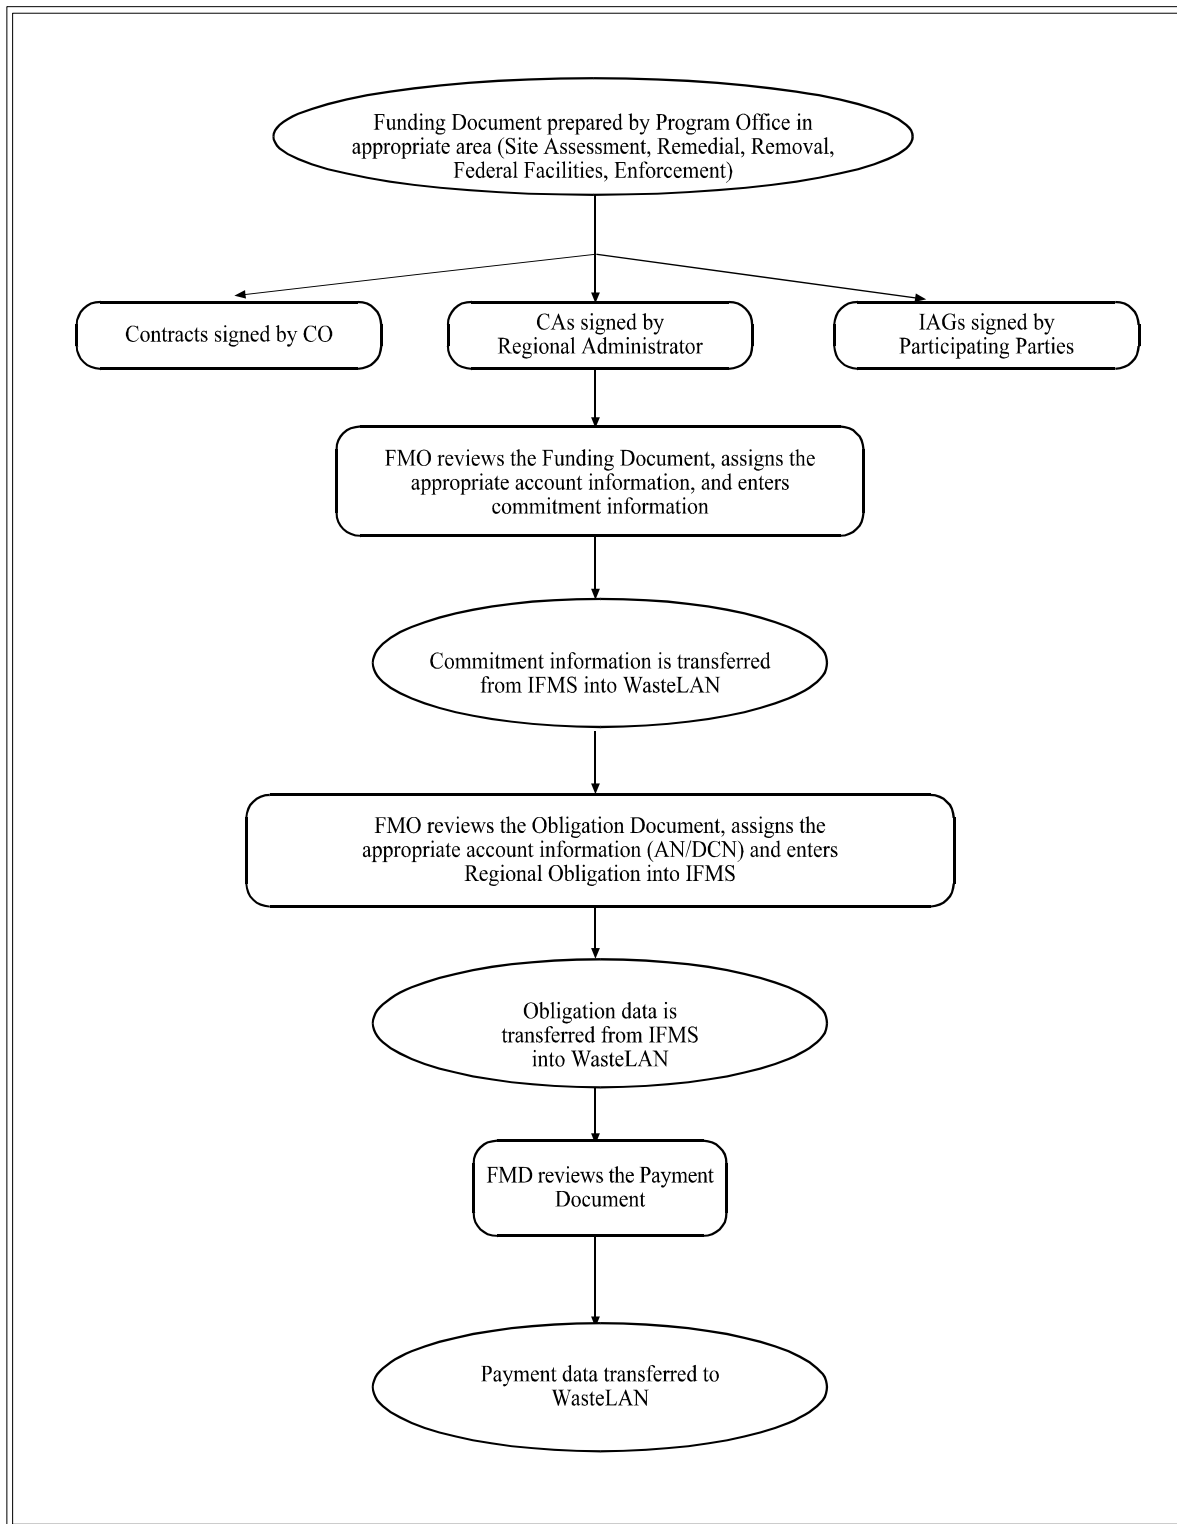 Funding Document prepared by Program Office in
appropriate area (Site Assessment, Remedial, Removal,
Federal Facilities, Enforcement)
Contracts signed by CO
CAs signed by
Regional Administrator
IAGs signed by
Participating Parties
FMO reviews the Funding Document, assigns the
appropriate account information, and enters
commitment information
Commitment information is transferred
from IFMS into WasteLAN
FMO reviews the Obligation Document, assigns the
appropriate account information (AN/DCN) and enters
Regional Obligation into IFMS
Obligation data is
transferred from IFMS
into WasteLAN
FMD reviews the Payment
Document
Payment data transferred to
WasteLAN